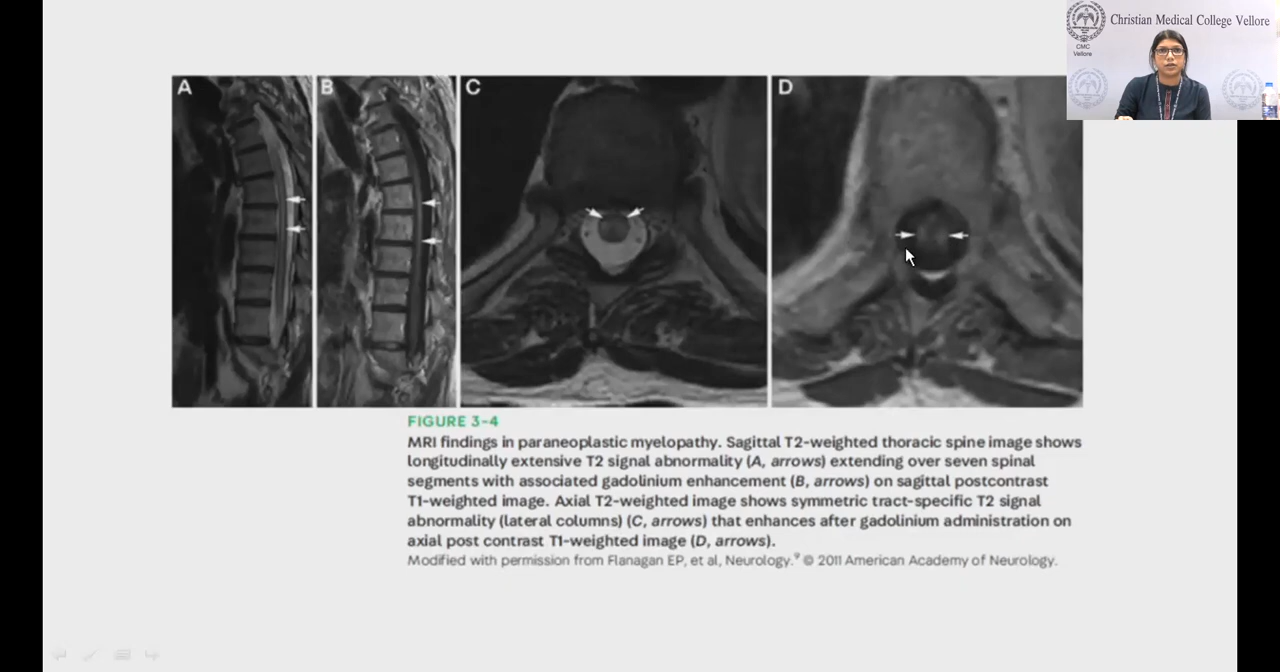 Christian Medical College Vellore
CMC
Vellore
A
B
C
D
FIGURE 3-4
MRI findings in paraneoplastic myelopathy. Sagittal T2-weighted thoracic spine image shows
longitudinally extensive T2 signal abnormality (A, arrows) extending over seven spinal
segments with associated gadolinium enhancement (B, arrows) on sagittal postcontrast
T1-weighted image. Axial T2-weighted image shows symmetric tract-specific T2 signal
abnormality (lateral columns) (C, arrows) that enhances after gadolinium administration on
axial post contrast T1-weighted image (D, arrows).
Modified with permission from Flanagan EP, et al, Neurology.⁹ © 2011 American Academy of Neurology.